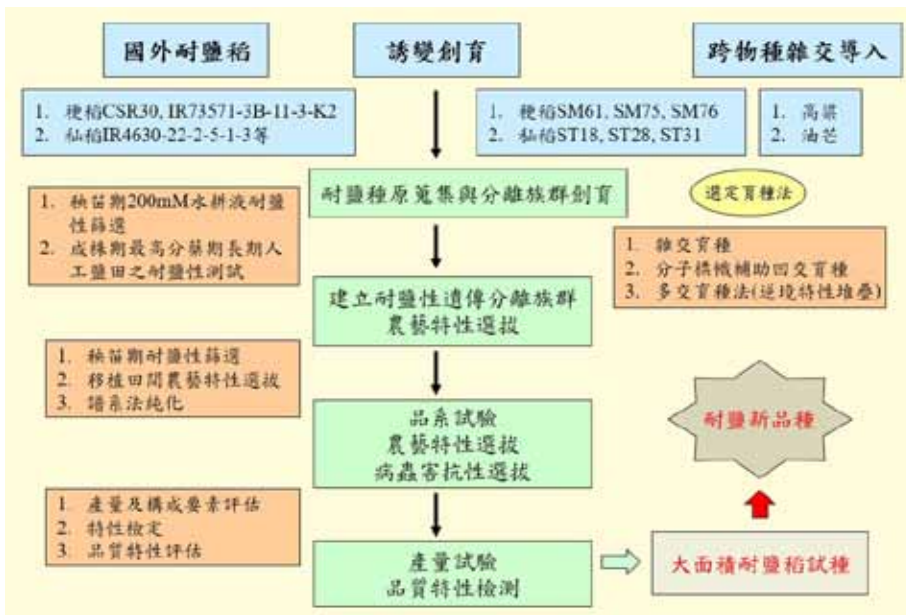 國外耐鹽稻
誘變創育
跨物種雜交導入
1. 稉稻CSR30, IR73571-3B-11-3-K2
2. 秈稻IR4630-22-2-5-1-3等
1. 稉稻SM61, SM75, SM76
2. 秈稻ST18, ST28, ST31
1. 高粱
2. 油芒
耐鹽種原蒐集與分離族群創育
選定育種法
1. 秧苗期200mM水耕液耐鹽
性篩選
2. 成株期最高分蘗期長期人
工鹽田之耐鹽性測試
1. 雜交育種
2. 分子標幟輔助回交育種
3. 多交育種法(逆境特性堆疊)
建立耐鹽性遺傳分離族群
農藝特性選拔
1. 秧苗期耐鹽性篩選
2. 移植田間農藝特性選拔
3. 譜系法純化
品系試驗
農藝特性選拔
病蟲害抗性選拔
耐鹽新品種
1. 產量及構成要素評估
2. 特性檢定
3. 品質特性評估
產量試驗
品質特性檢測
大面積耐鹽稻試種